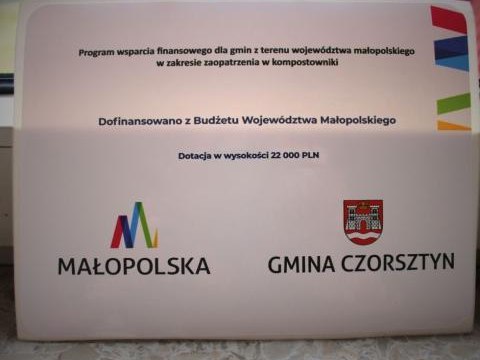 Program wsparcia finansowego dla gmin z terenu województwa małopolskiego
w zakresie zaopatrzenia w kompostowniki
Dofinansowano z Budżetu Województwa Małopolskiego
Dotacja w wysokości 22 000 PLN
MAŁOPOLSKA
GMINA CZORSZTYN